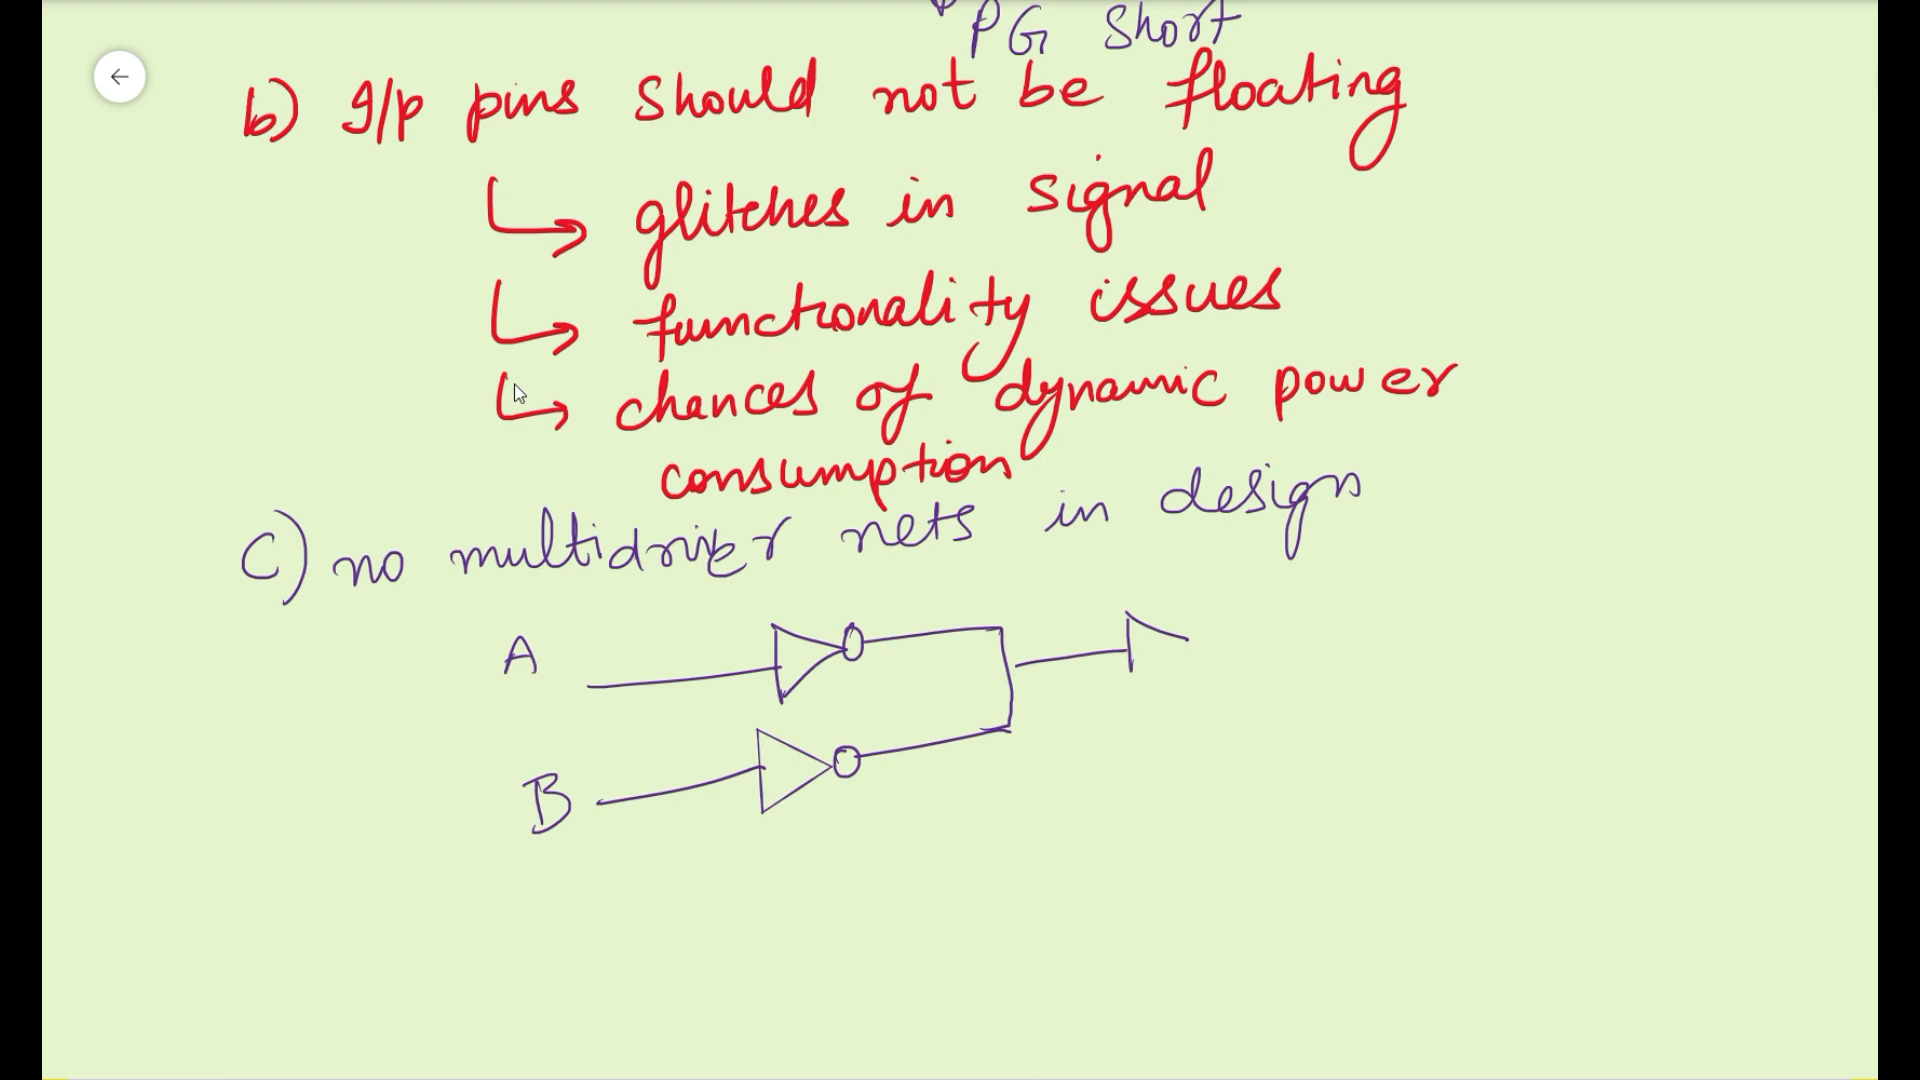 PG Short
b) I/p pins should not be floating
glitches in signal
functionality issues
chances of dynamic power
consumption
C) no multidriver nets in design
A
B